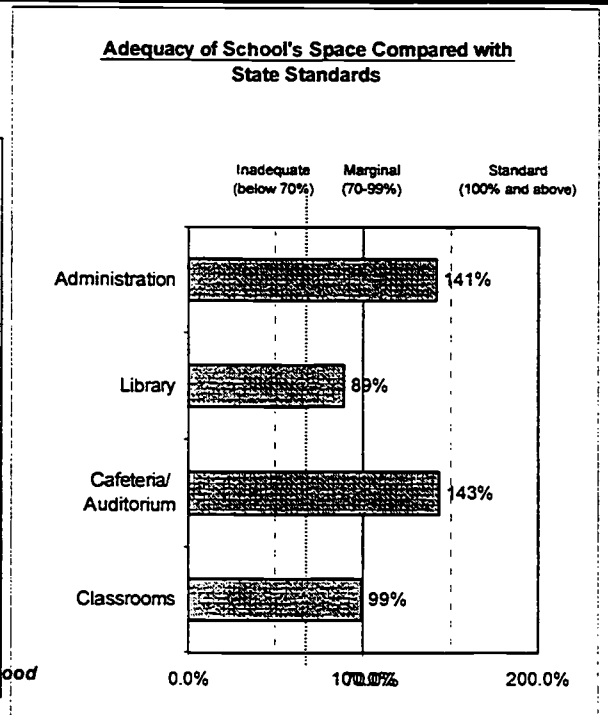 Adequacy of School's Space Compared with
State Standards
Inadequate Marginal Standard
(below 70%) (70-99%) (100% and above)
Administration 141%
Library 89%
Cafeteria/
Auditorium 143%
Classrooms 99%
ood
0.0% 200.0%